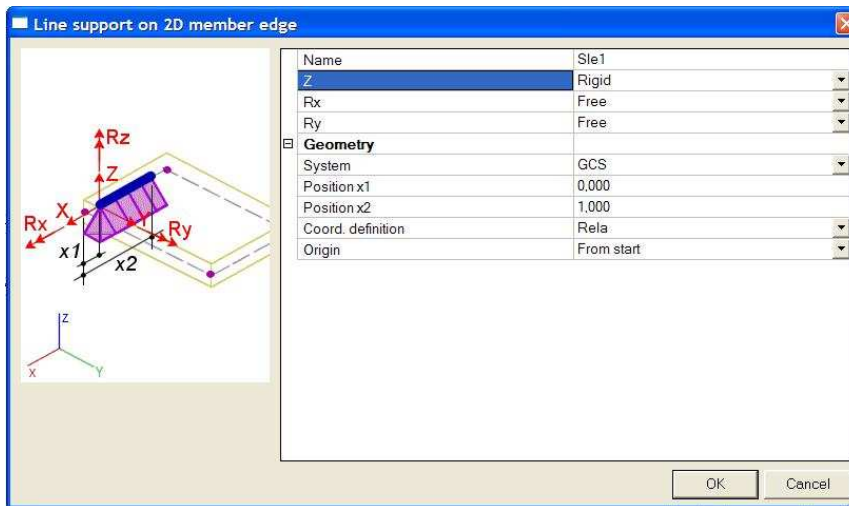 Line support on 2D member edge
Name Sle1
Z Rigid
Rx Free
Ry Free
Geometry
System GCS
Position x1 0,000
Position x2 1,000
Coord. definition Rela
Origin From start
Rz
Z
X
Rx
Y
Ry
x1
x2
z
x
Y
OK Cancel